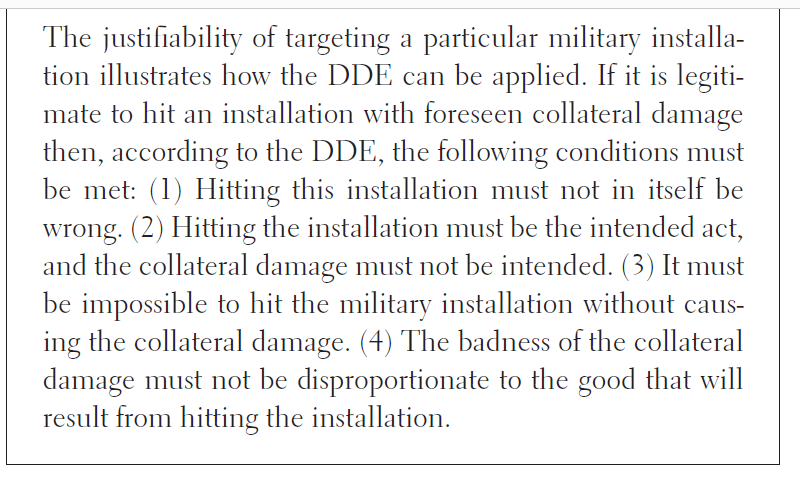 The justifiability of targeting a particular military installa-
tion illustrates how the DDE can be applied. If it is legiti-
mate to hit an installation with foreseen collateral damage
then, according to the DDE, the following conditions must
be met: (1) Hitting this installation must not in itself be
wrong. (2) Hitting the installation must be the intended act,
and the collateral damage must not be intended. (3) It must
be impossible to hit the military installation without caus-
ing the collateral damage. (4) The badness of the collateral
damage must not be disproportionate to the good that will
result from hitting the installation.